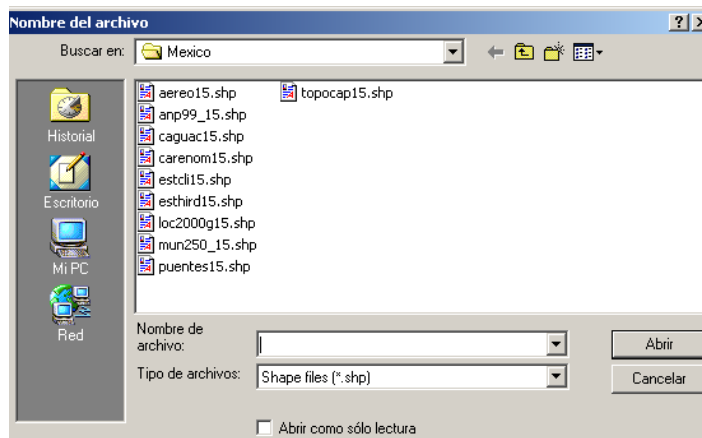 Nombre del archivo
Buscar en: Mexico
Historial
Escritorio
Mi PC
Red
aereo15.shp
anp99_15.shp
caguac15.shp
carenom15.shp
estcli15.shp
esthird15.shp
loc2000g15.shp
mun250_15.shp
puentes15.shp
topocap15.shp
Nombre de
archivo:
Abrir
Tipo de archivos: Shape files (*.shp)
Cancelar
Abrir como sólo lectura